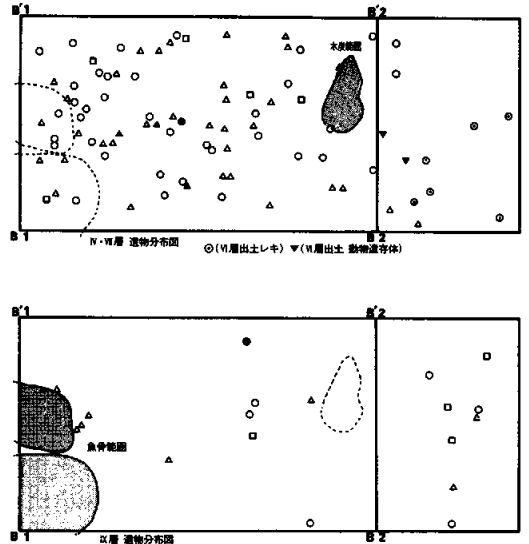 B'1
B'2
木炭範囲
B 1
B 2
Ⅳ・Ⅶ層 遺物分布図
⊙(Ⅵ層出土レキ) ▼(Ⅵ層出土 動物遺存体)
B'1
B'2
魚骨範囲
B 1
B 2
Ⅸ層 遺物分布図